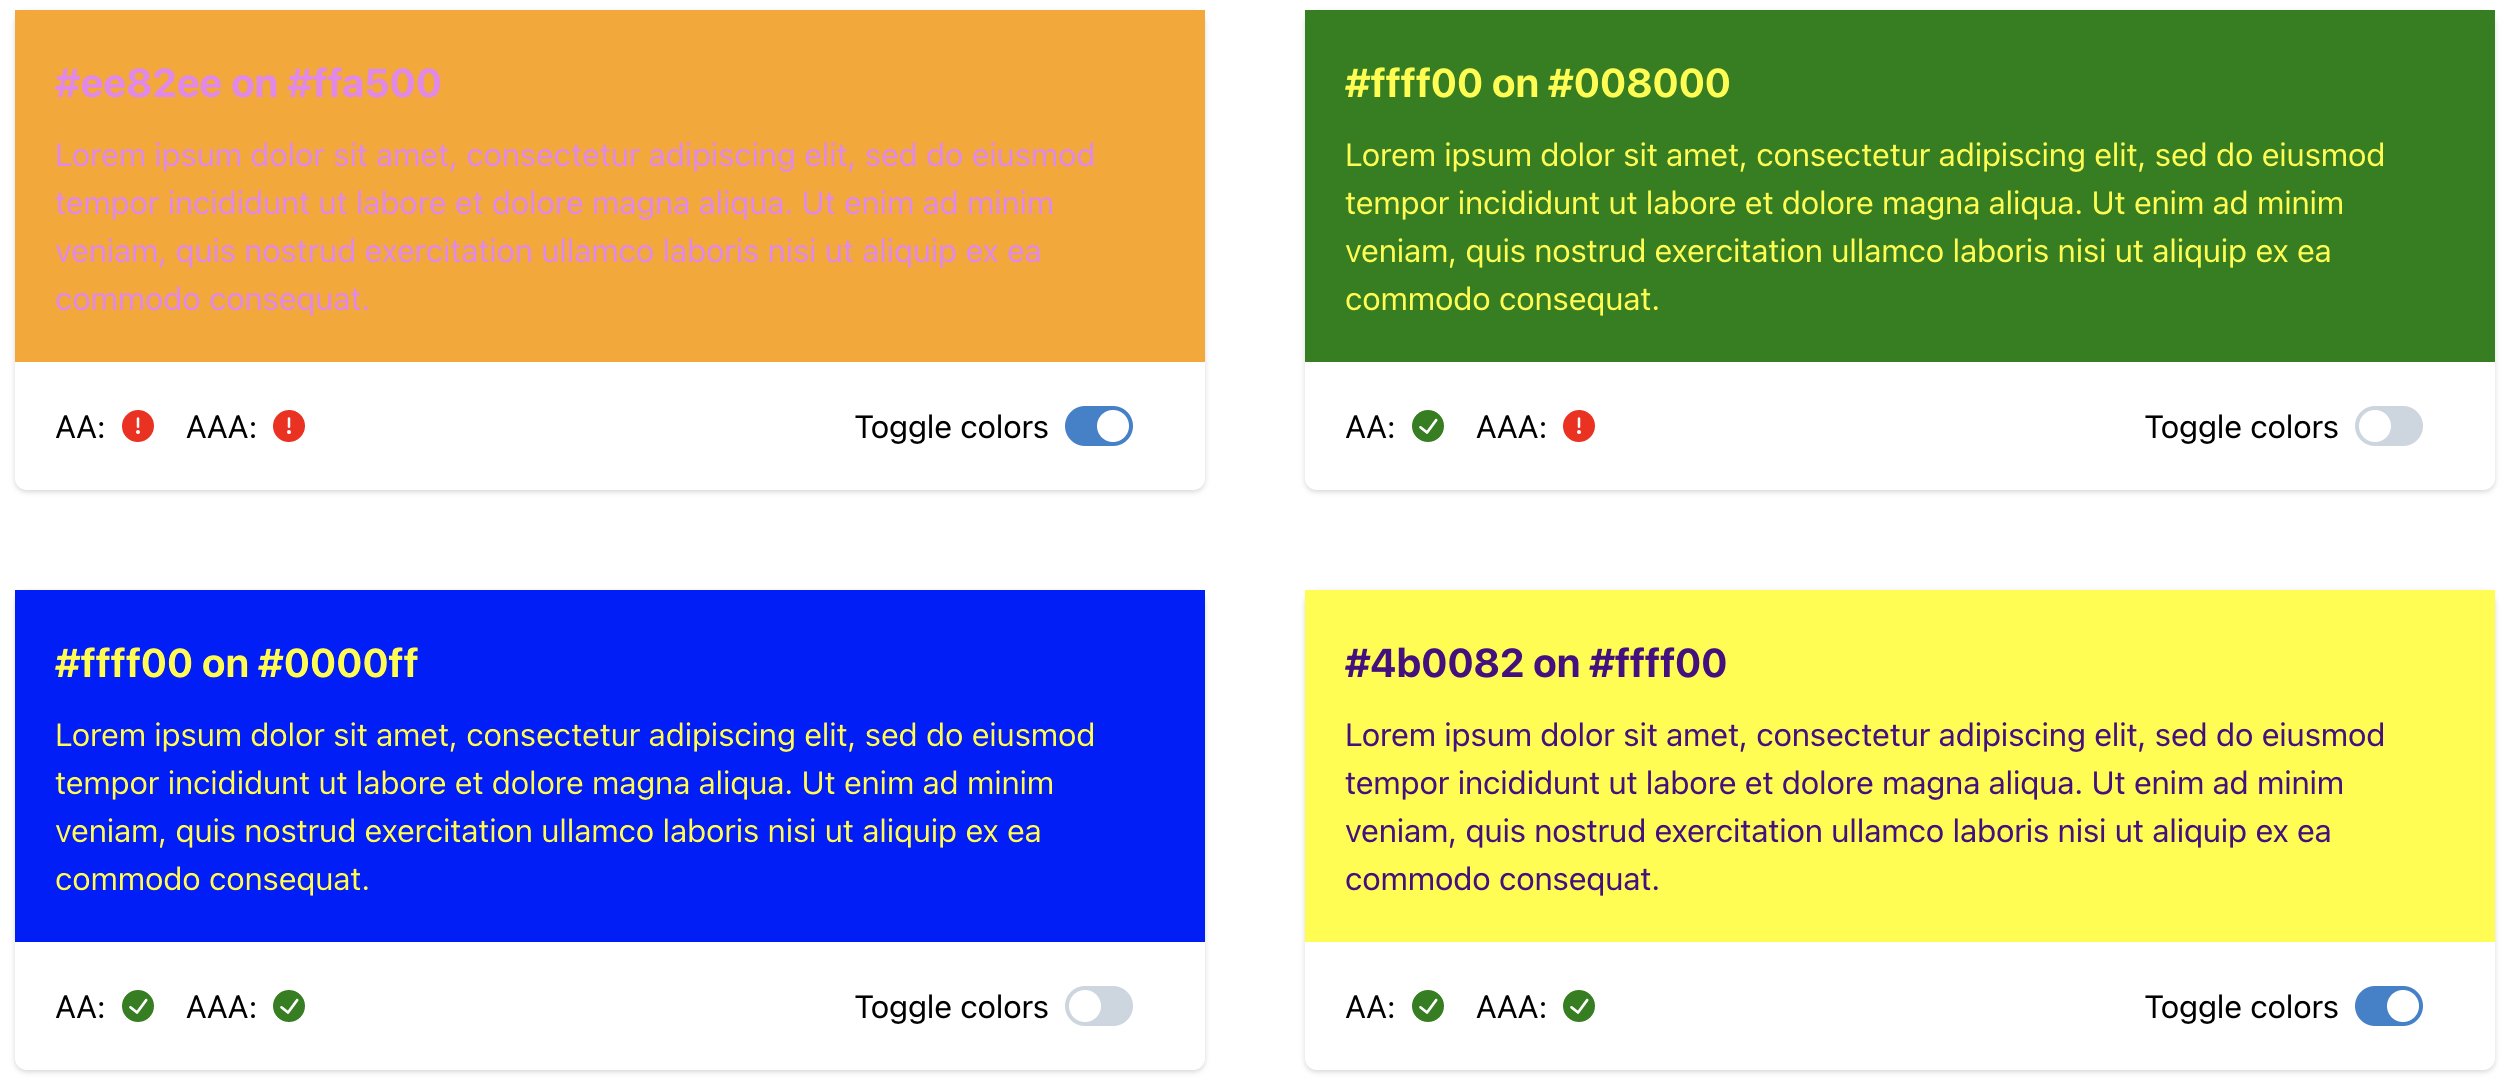 #ee82ee on #ffa500
Lorem ipsum dolor sit amet, consectetur adipiscing elit, sed do eiusmod
tempor incididunt ut labore et dolore magna aliqua. Ut enim ad minim
veniam, quis nostrud exercitation ullamco laboris nisi ut aliquip ex ea
commodo consequat.
AA: AAA: Toggle colors
#ffff00 on #008000
Lorem ipsum dolor sit amet, consectetur adipiscing elit, sed do eiusmod
tempor incididunt ut labore et dolore magna aliqua. Ut enim ad minim
veniam, quis nostrud exercitation ullamco laboris nisi ut aliquip ex ea
commodo consequat.
AA: AAA: Toggle colors
#ffff00 on #0000ff
Lorem ipsum dolor sit amet, consectetur adipiscing elit, sed do eiusmod
tempor incididunt ut labore et dolore magna aliqua. Ut enim ad minim
veniam, quis nostrud exercitation ullamco laboris nisi ut aliquip ex ea
commodo consequat.
AA: AAA: Toggle colors
#4b0082 on #ffff00
Lorem ipsum dolor sit amet, consectetur adipiscing elit, sed do eiusmod
tempor incididunt ut labore et dolore magna aliqua. Ut enim ad minim
veniam, quis nostrud exercitation ullamco laboris nisi ut aliquip ex ea
commodo consequat.
AA: AAA: Toggle colors